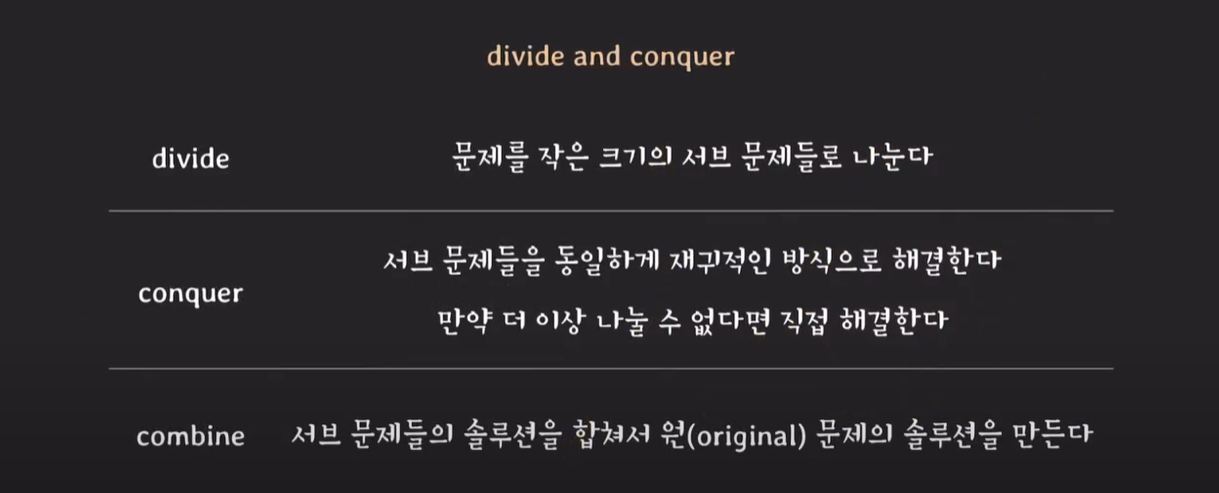 divide and conquer
divide
문제를 작은 크기의 서브 문제들로 나눈다
conquer
서브 문제들을 동일하게 재귀적인 방식으로 해결한다
만약 더 이상 나눌 수 없다면 직접 해결한다
combine
서브 문제들의 솔루션을 합쳐서 원(original) 문제의 솔루션을 만든다